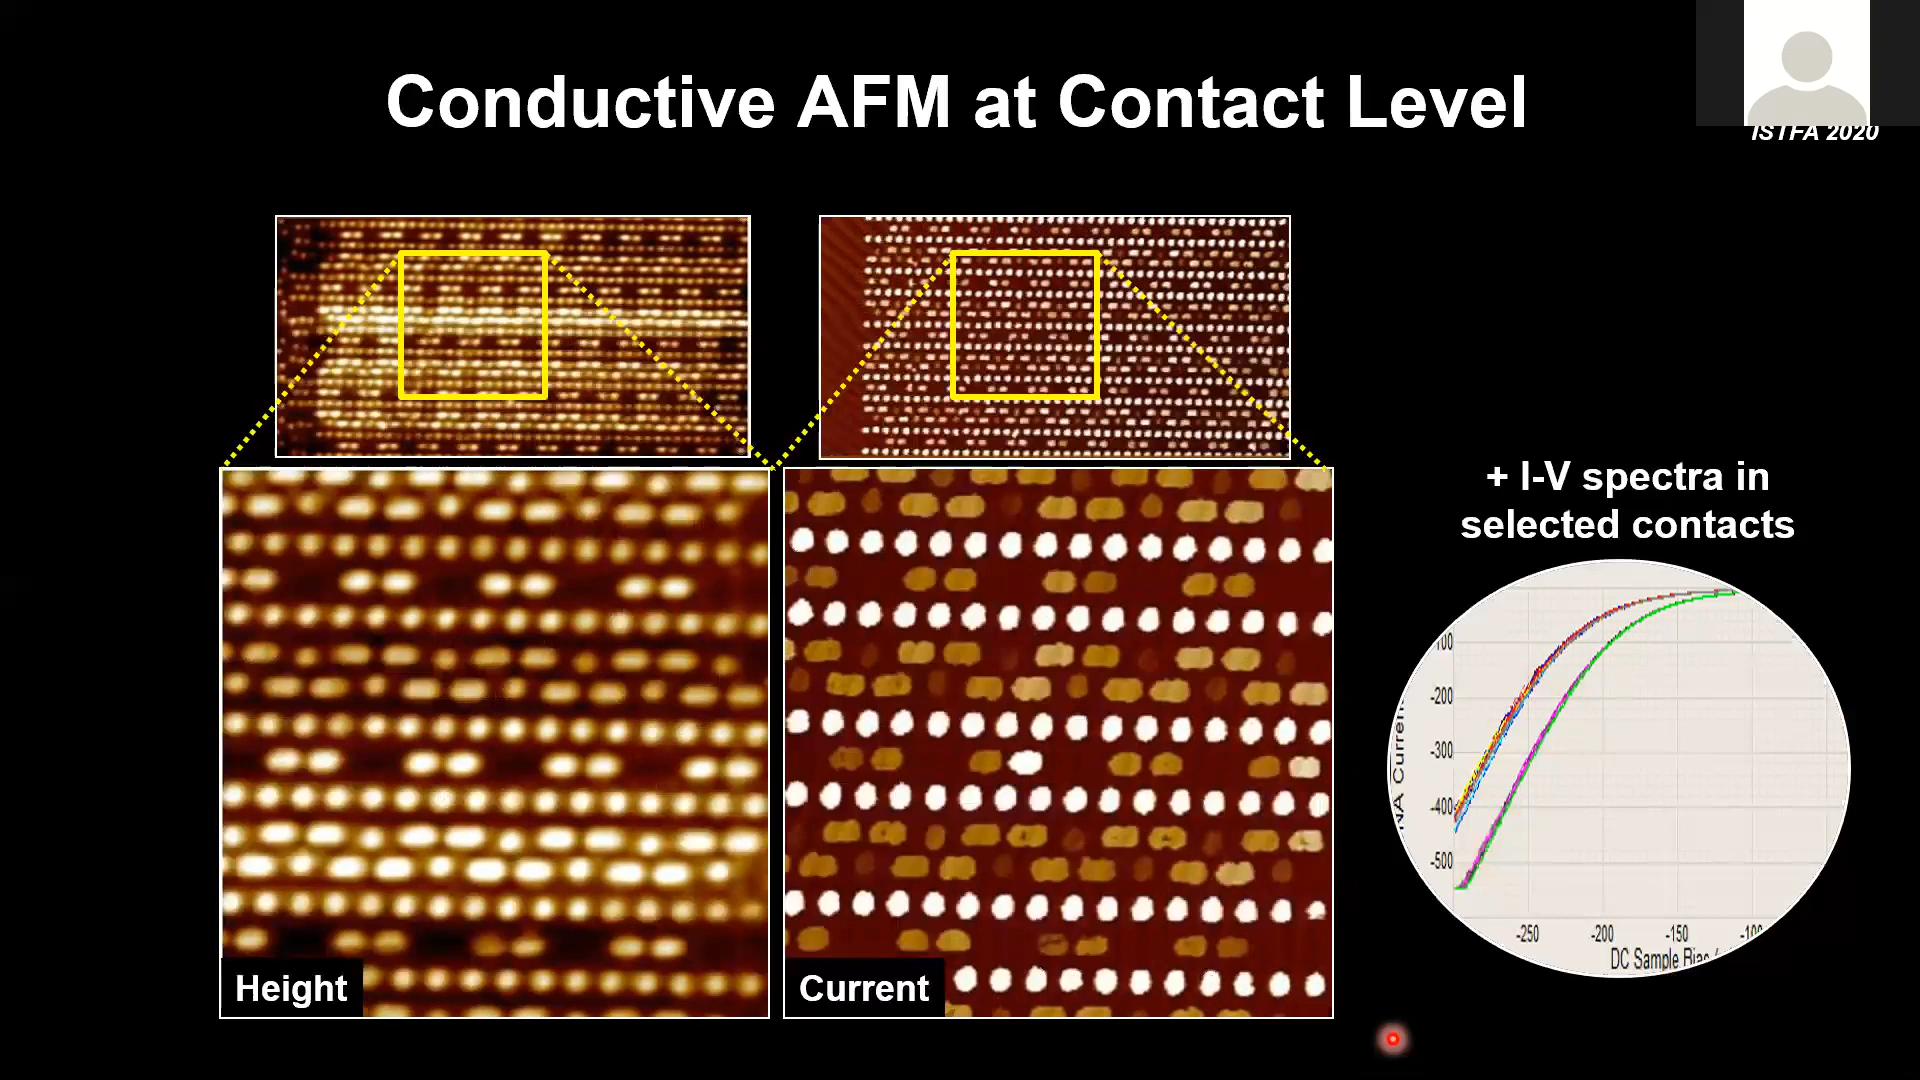 Conductive AFM at Contact Level
ISTFA 2020
+ I-V spectra in
selected contacts
-200
-300
-400
-500
-250
-200
-150
DC Sample Bias
Height
Current